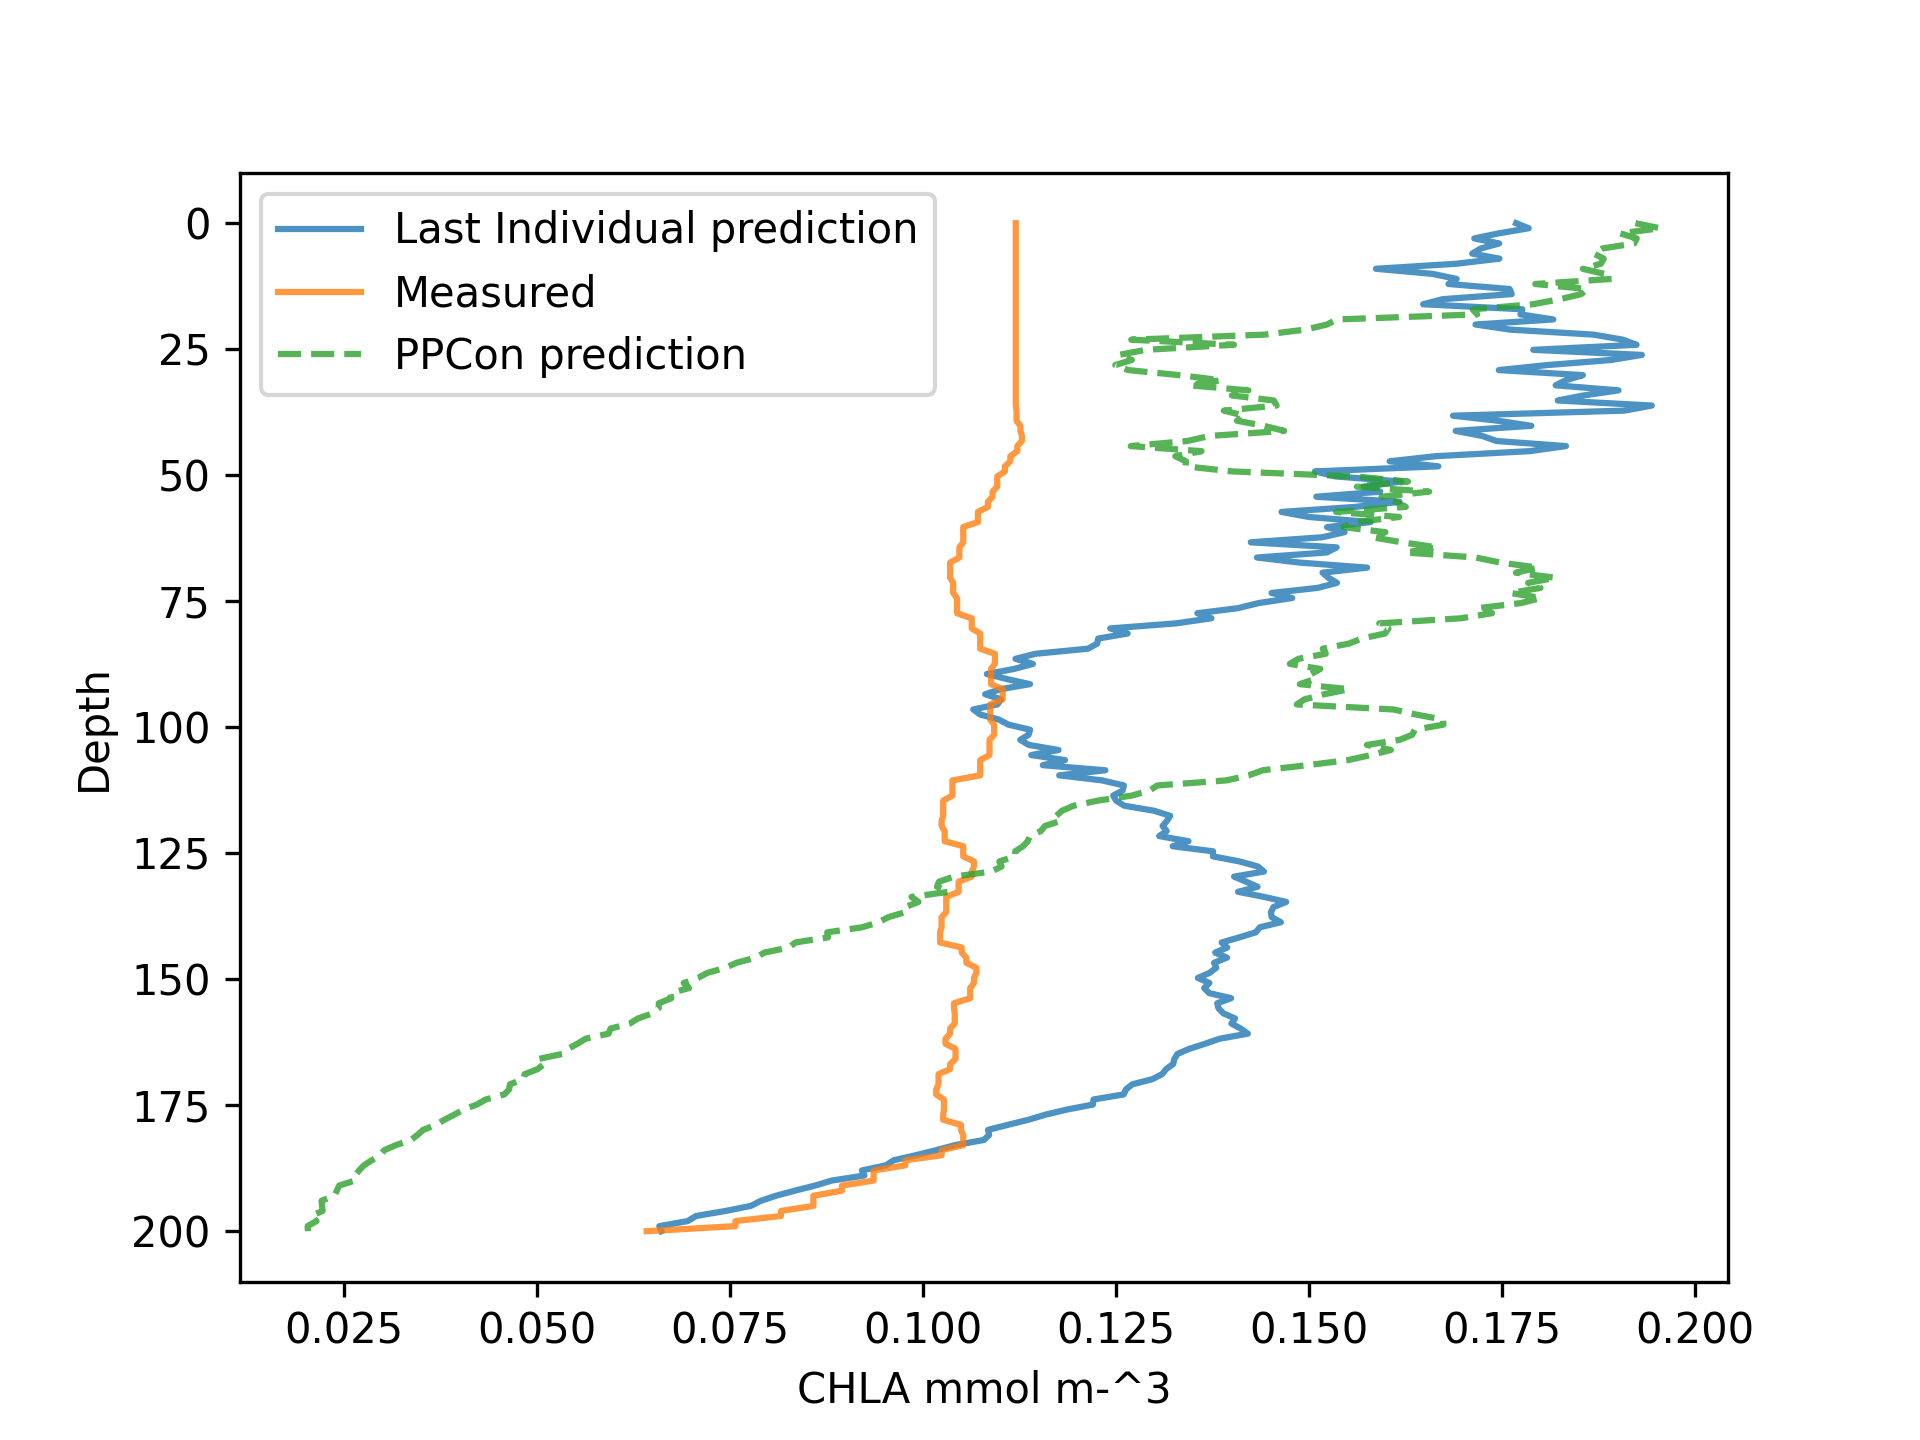 Last Individual prediction
Measured
PPCon prediction
0
25
50
75
100
125
150
175
200
Depth
0.025 0.050 0.075 0.100 0.125 0.150 0.175 0.200
CHLA mmol m-^3